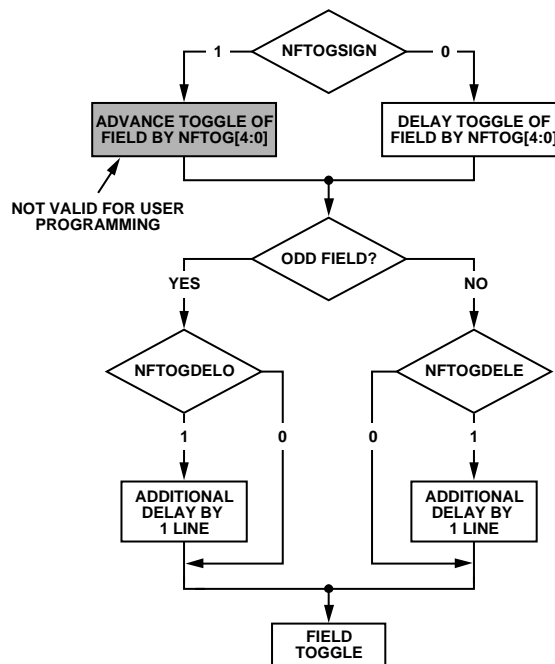 NFTOGSIGN
1
0
ADVANCE TOGGLE OF
FIELD BY NFTOG[4:0]
DELAY TOGGLE OF
FIELD BY NFTOG[4:0]
NOT VALID FOR USER
PROGRAMMING
ODD FIELD?
YES
NO
NFTOGDELO
NFTOGDELE
1
0
0
1
ADDITIONAL
DELAY BY
1 LINE
ADDITIONAL
DELAY BY
1 LINE
FIELD
TOGGLE